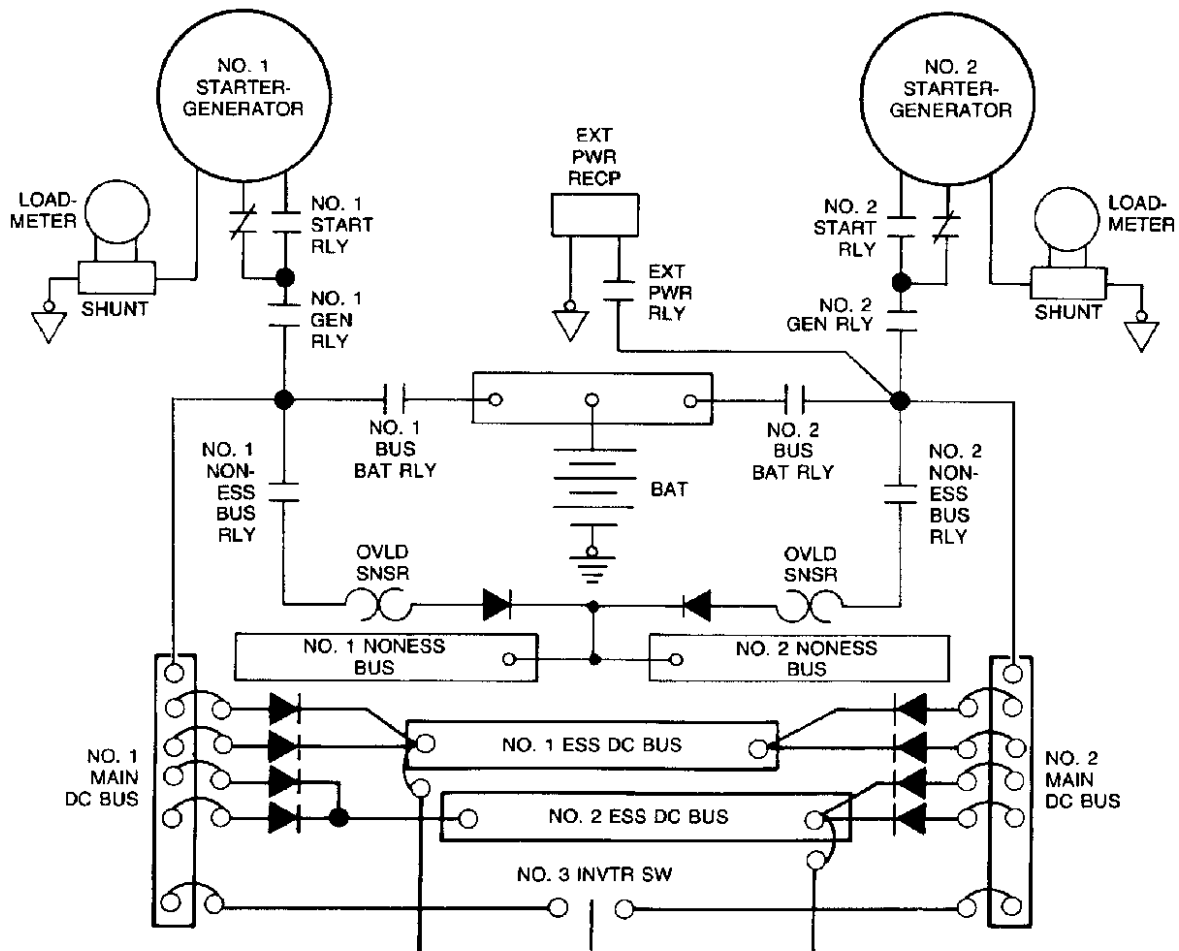 NO. 1
STARTER-
GENERATOR
NO. 2
STARTER-
GENERATOR
EXT
PWR
RECP
LOAD-
METER
NO. 1
START
RLY
SHUNT
NO. 1
GEN
RLY
EXT
PWR
RLY
NO. 2
START
RLY
LOAD-
METER
SHUNT
NO. 2
GEN RLY
NO. 1
BUS
BAT RLY
NO. 2
BUS
BAT RLY
BAT
NO. 1
NON-
ESS
BUS
RLY
NO. 2
NON-
ESS
BUS
RLY
OVLD
SNSR
OVLD
SNSR
NO. 1 NONESS
BUS
NO. 2 NONESS
BUS
NO. 1
MAIN
DC BUS
NO. 1 ESS DC BUS
NO. 2 ESS DC BUS
NO. 2
MAIN
DC BUS
NO. 3 INVTR SW